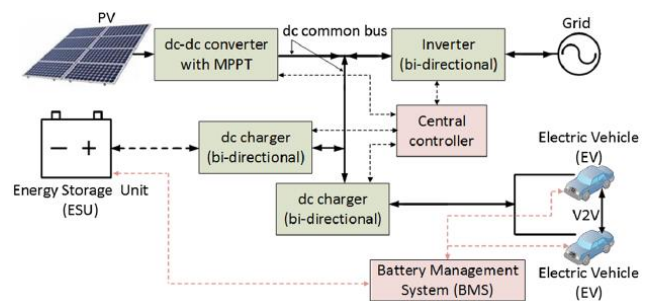 PV
dc-dc converter
with MPPT
dc common bus
Inverter
(bi-directional)
Grid
Central
controller
dc charger
(bi-directional)
Energy Storage Unit
(ESU)
dc charger
(bi-directional)
Electric Vehicle
(EV)
V2V
Electric Vehicle
(EV)
Battery Management
System (BMS)